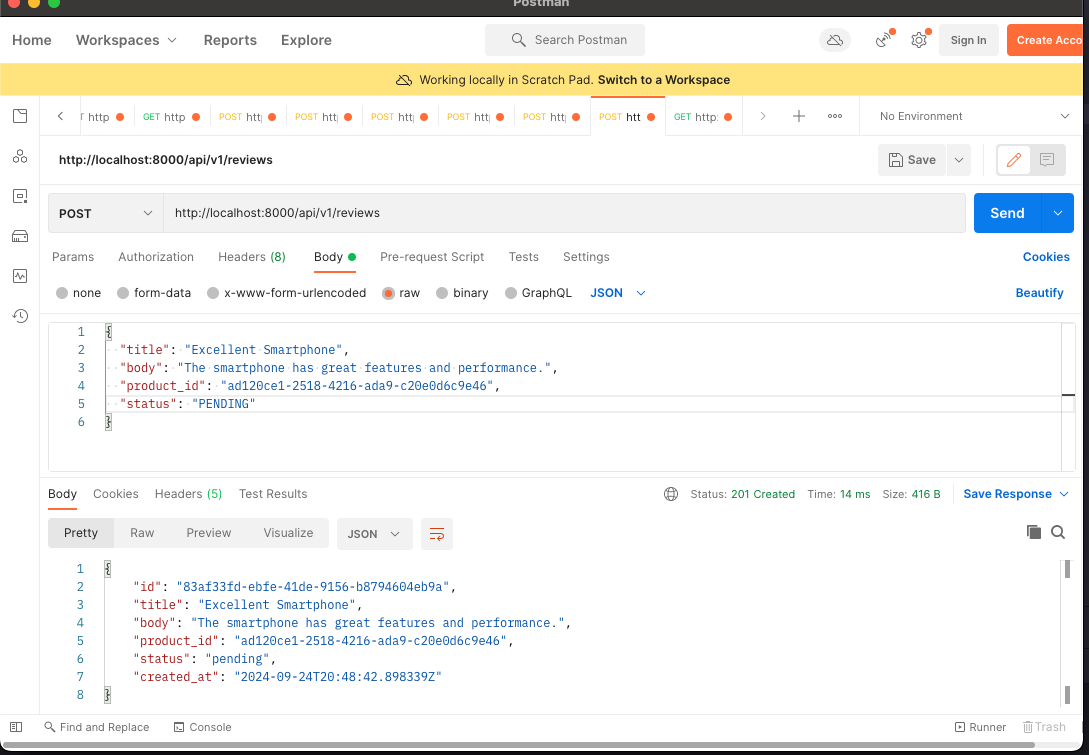 Postman
Home Workspaces Reports Explore Search Postman Sign In Create Acco
Working locally in Scratch Pad. Switch to a Workspace
http GET http POST htt POST htt POST htt POST htt POST htt POST htt GET http: No Environment
http://localhost:8000/api/v1/reviews Save
POST http://localhost:8000/api/v1/reviews Send
Params Authorization Headers (8) Body Pre-request Script Tests Settings Cookies
none form-data x-www-form-urlencoded raw binary GraphQL JSON Beautify
1 {
2 "title": "Excellent Smartphone",
3 "body": "The smartphone has great features and performance.",
4 "product_id": "ad120ce1-2518-4216-ada9-c20e0d6c9e46",
5 "status": "PENDING"
6 }
Body Cookies Headers (5) Test Results Status: 201 Created Time: 14 ms Size: 416 B Save Response
Pretty Raw Preview Visualize JSON
1 {
2 "id": "83af33fd-ebfe-41de-9156-b8794604eb9a",
3 "title": "Excellent Smartphone",
4 "body": "The smartphone has great features and performance.",
5 "product_id": "ad120ce1-2518-4216-ada9-c20e0d6c9e46",
6 "status": "pending",
7 "created_at": "2024-09-24T20:48:42.898339Z"
8 }
Find and Replace Console Runner Trash